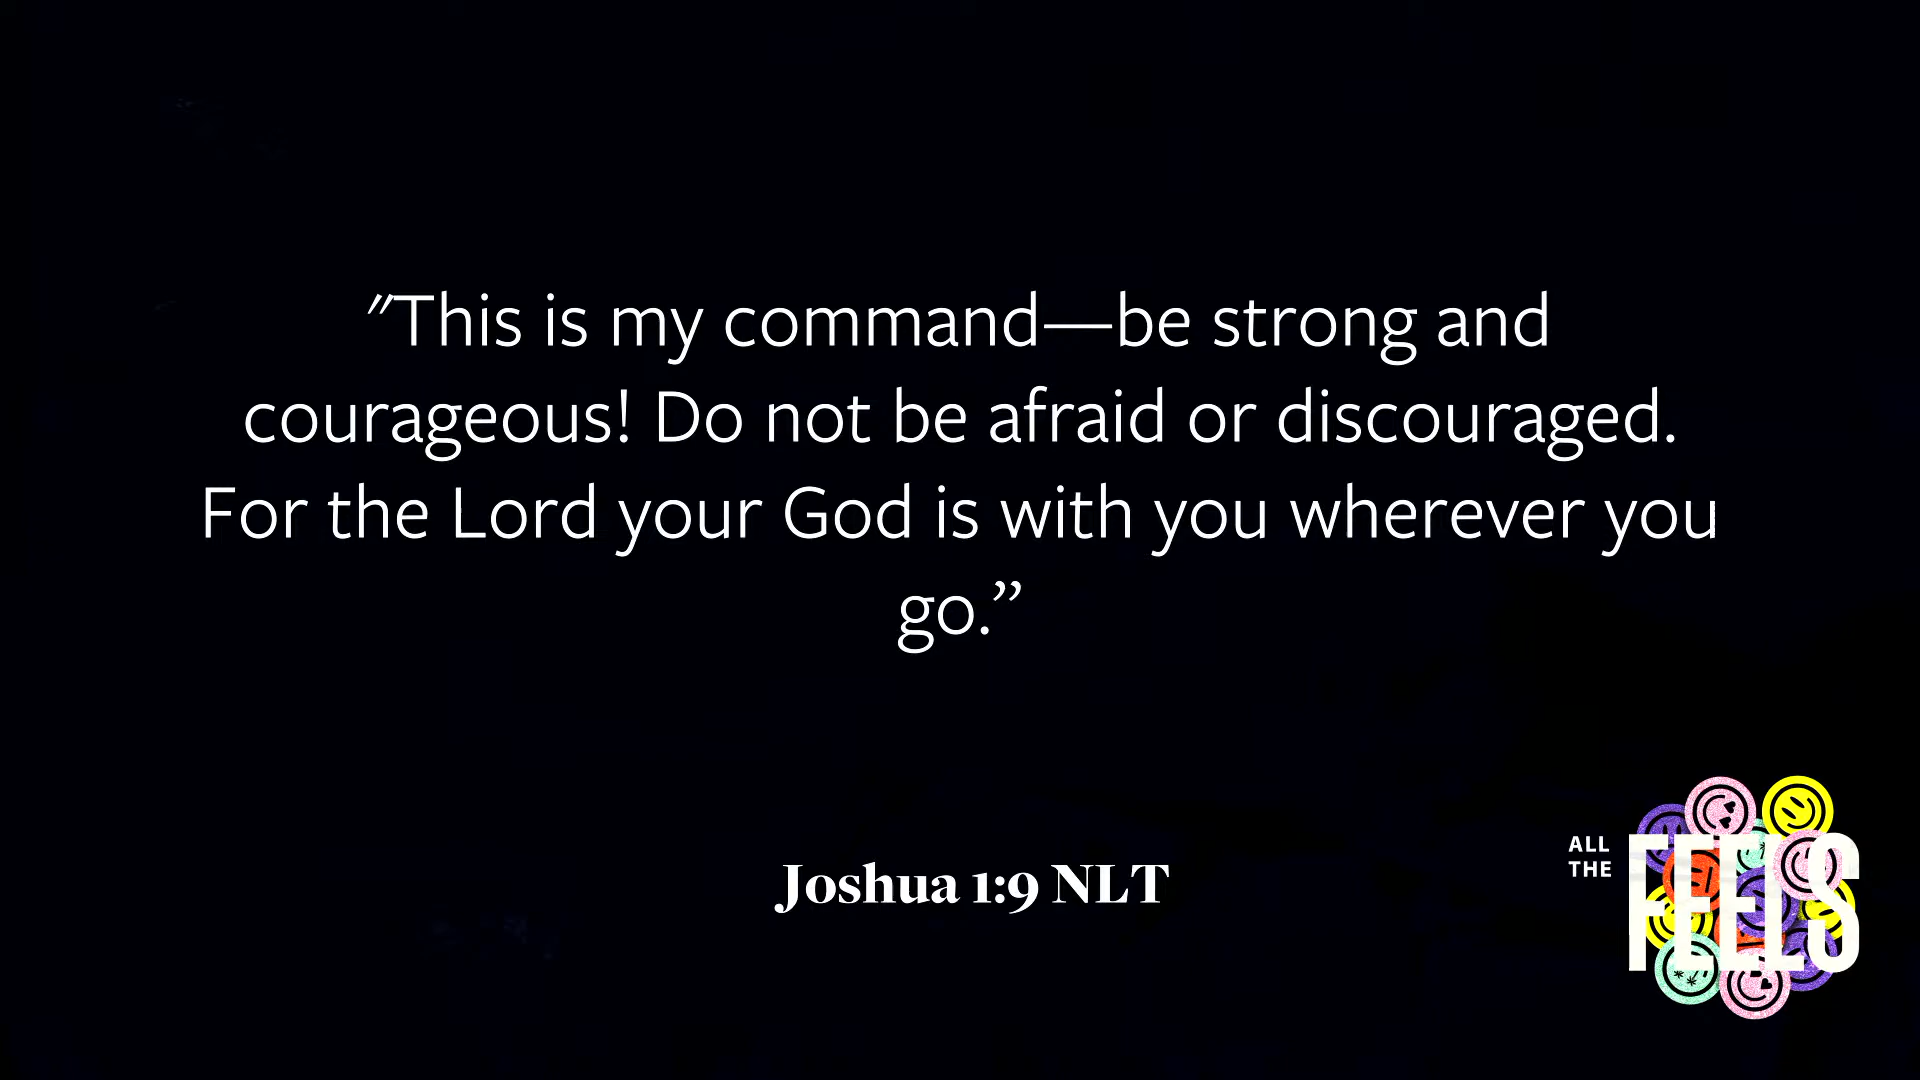 "This is my command—be strong and
courageous! Do not be afraid or discouraged.
For the Lord your God is with you wherever you
go.”
Joshua 1:9 NLT
ALL
THE
FEELS